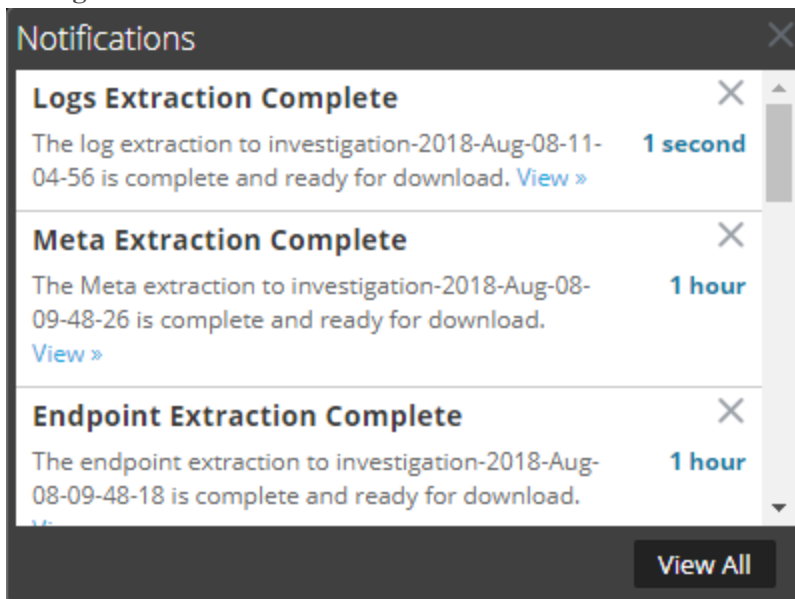 Notifications
Logs Extraction Complete
The log extraction to investigation-2018-Aug-08-11-
04-56 is complete and ready for download. View »
1 second
Meta Extraction Complete
The Meta extraction to investigation-2018-Aug-08-
09-48-26 is complete and ready for download.
View »
1 hour
Endpoint Extraction Complete
The endpoint extraction to investigation-2018-Aug-
08-09-48-18 is complete and ready for download.
1 hour
View All